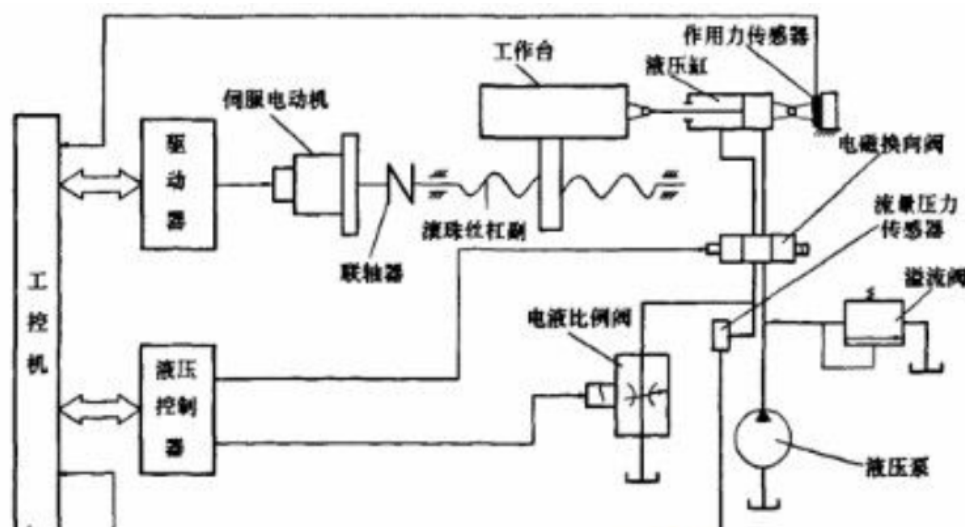 作用力传感器
工作台
液压缸
伺服电动机
驱
动
器
电磁换向阀
滚珠丝杠副
流量压力
传感器
联轴器
溢流阀
工
控
机
电液比例阀
液压
控制
器
液压泵